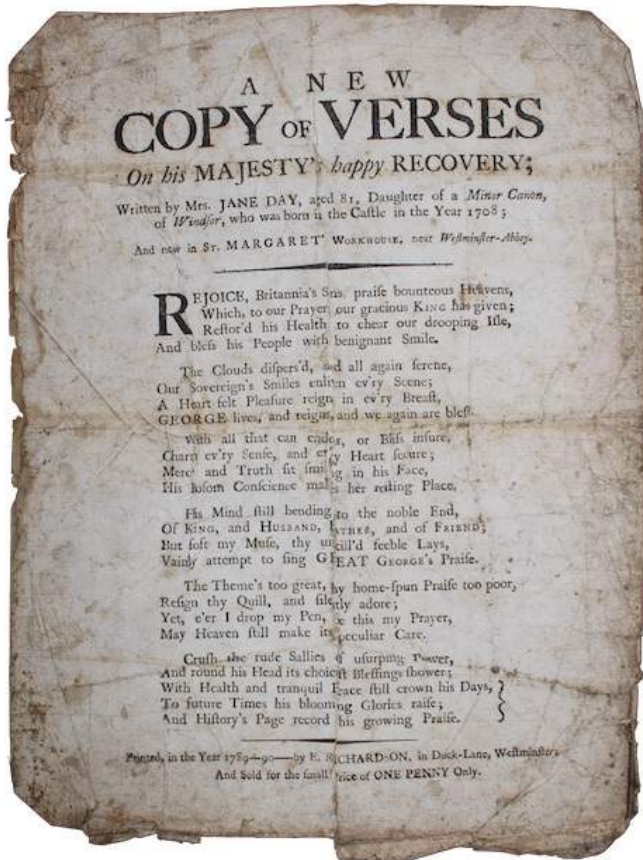 A NEW
COPY OF VERSES
On his MAJESTY's happy RECOVERY;
Written by Mrs. JANE DAY, aged 81, Daughter of a Minor Canon,
of Windſor, who was born in the Caſtle in the Year 1708;
And now in St. MARGARET' WORKHOUSE, near Weſtminſter-Abbey.
REJOICE, Britannia's Sns, praiſe bounteous Heavens,
Which, to our Prayer, our gracious KING has given;
Reſtor'd his Health to chear our drooping Iſle,
And bleſs his People with benignant Smile.
The Clouds diſpers'd, and all again ſerene,
Our Sovereign's Smiles enliven ev'ry Scene;
A Heart felt Pleaſure reigns in ev'ry Breaſt,
GEORGE lives, and reigns, and we again are bleſt.
With all that can endear, or Bliſs inſure,
Charm ev'ry Senſe, and ev'ry Heart ſecure;
Mercy and Truth ſit ſmiling in his Face,
His boſom Conſcience makes her reſting Place,
His Mind ſtill bending to the noble End,
Of KING, and HUSBAND, FATHER, and of FRIEND;
But ſoft my Muſe, thy unſkill'd feeble Lays,
Vainly attempt to ſing GREAT GEORGE's Praiſe.
The Theme's too great, thy home-ſpun Praiſe too poor,
Reſign thy Quill, and ſilently adore;
Yet, e'er I drop my Pen, be this my Prayer,
May Heaven ſtill make its peculiar Care.
Cruſh the rude Sallies of uſurping Power,
And round his Head its choiceſt Bleſſings ſhower;
With Health and tranquil Peace ſtill crown his Days,
To future Times his blooming Glories raiſe;
And Hiſtory's Page record his growing Praiſe.
Printed, in the Year 1789-90—by E. RICHARDSON, in Duck-Lane, Weſtminſter;
And Sold for the ſmall Price of ONE PENNY Only.